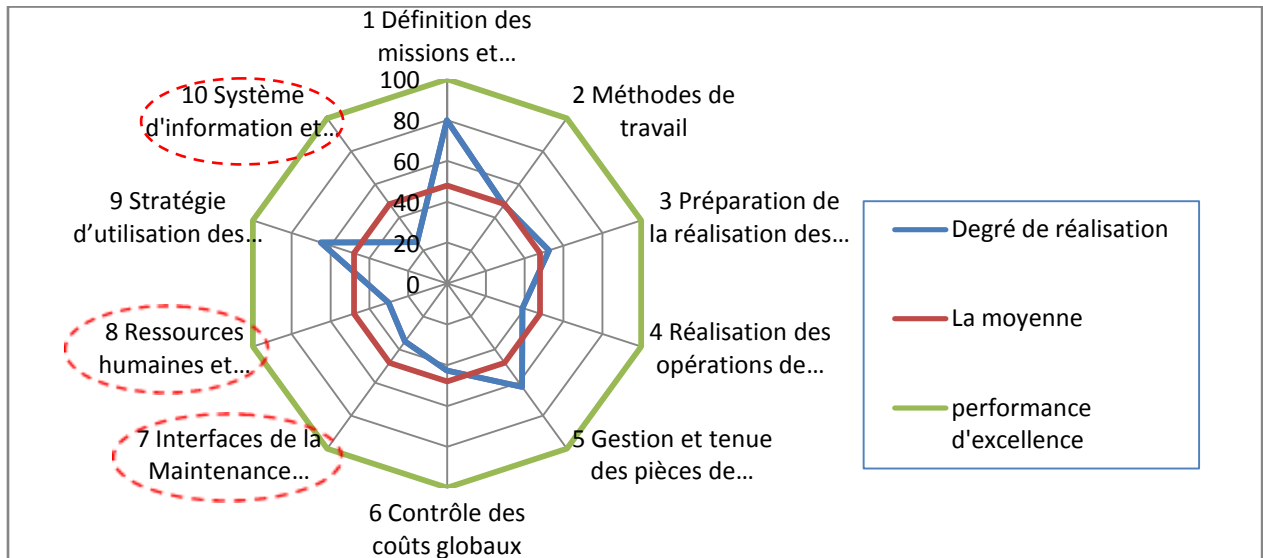 1 Définition des
missions et…
2 Méthodes de
travail
3 Préparation de
la réalisation des…
4 Réalisation des
opérations de…
5 Gestion et tenue
des pièces de…
6 Contrôle des
coûts globaux
7 Interfaces de la
Maintenance…
8 Ressources
humaines et…
9 Stratégie
d’utilisation des…
10 Système
d'information et…
100
80
60
40
20
0
Degré de réalisation
La moyenne
performance
d'excellence